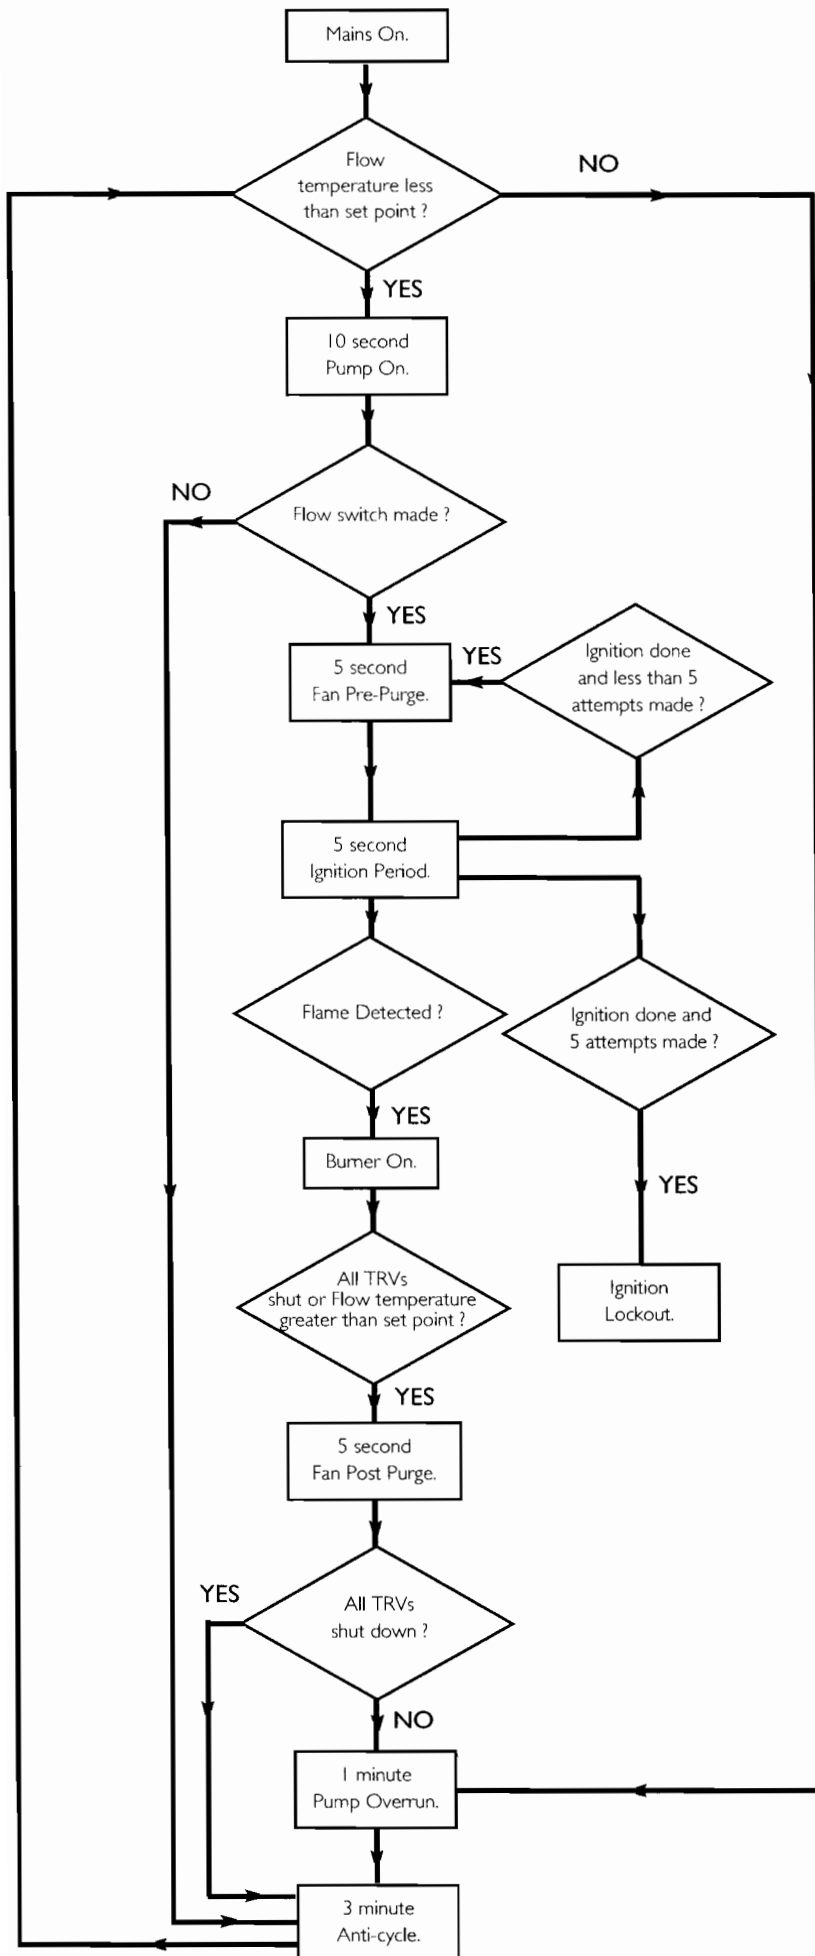 Mains On.
Flow
temperature less
than set point ?
NO
YES
10 second
Pump On.
NO
Flow switch made ?
YES
5 second
Fan Pre-Purge.
YES
Ignition done
and less than 5
attempts made ?
5 second
Ignition Period.
Flame Detected ?
Ignition done and
5 attempts made ?
YES
Burner On.
YES
All TRVs
shut or Flow temperature
greater than set point ?
Ignition
Lockout.
YES
5 second
Fan Post Purge.
YES
All TRVs
shut down ?
NO
1 minute
Pump Overrun.
3 minute
Anti-cycle.